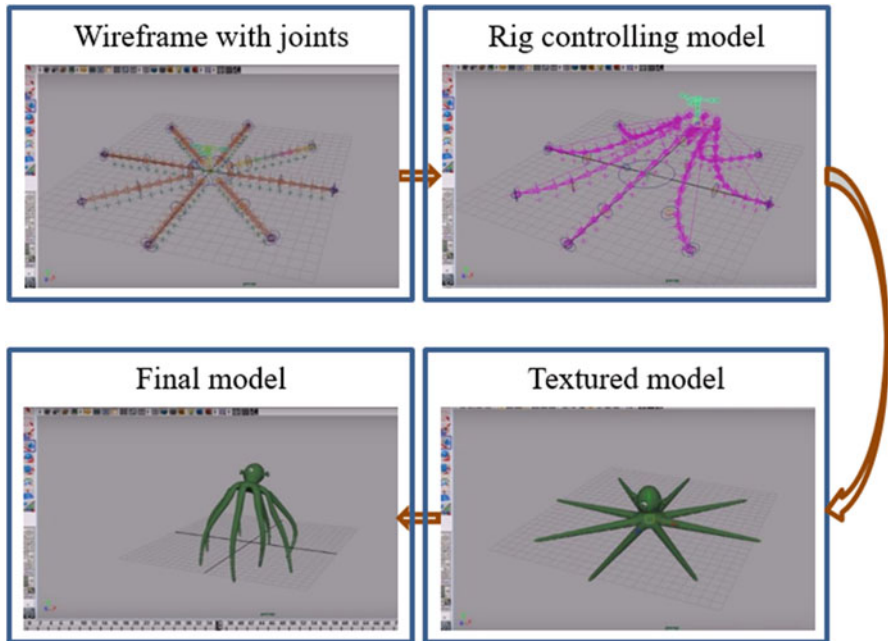 Wireframe with joints
Rig controlling model
Final model
Textured model